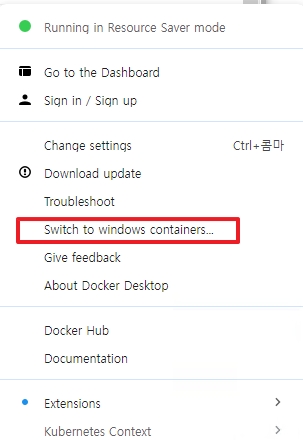 Running in Resource Saver mode
Go to the Dashboard
Sign in / Sign up
Change settings Ctrl+콤마
Download update
Troubleshoot
Switch to windows containers...
Give feedback
About Docker Desktop
Docker Hub
Documentation
Extensions
Kubernetes Context